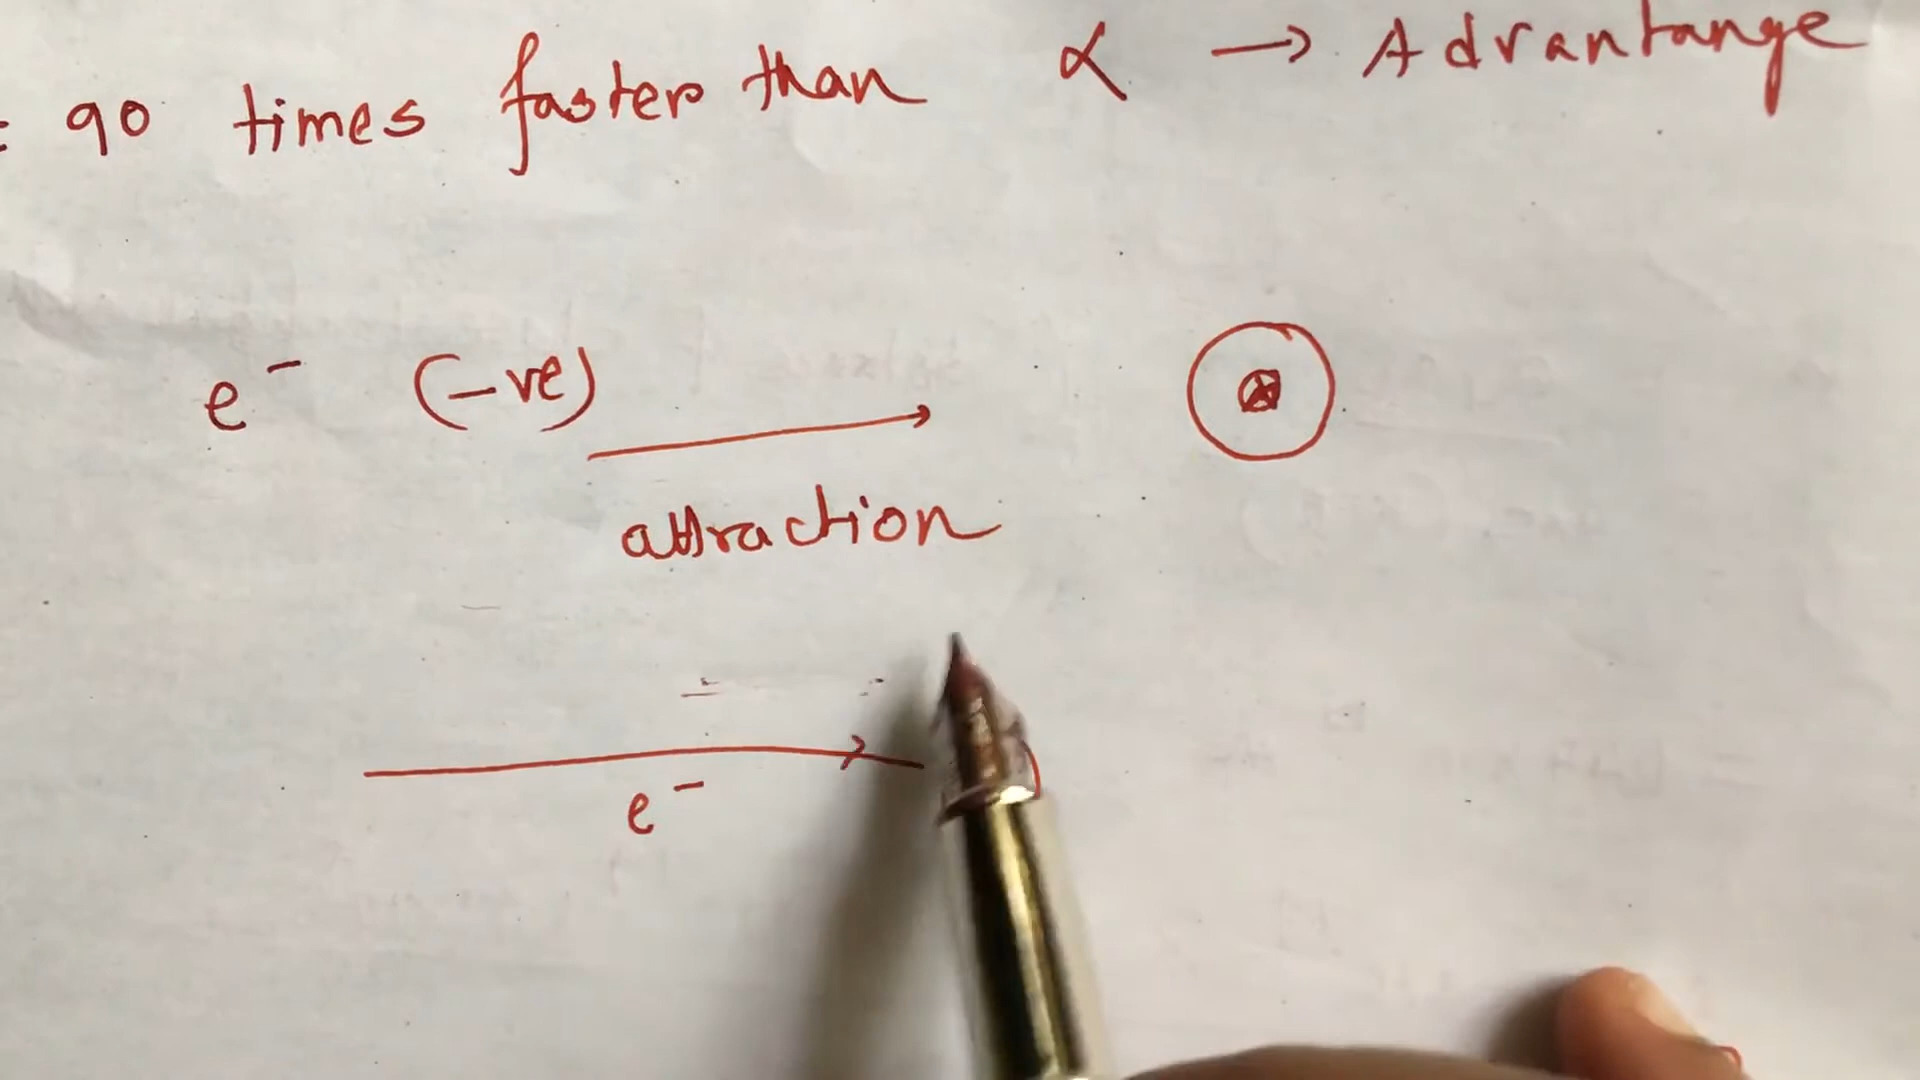 = 90 times faster than α → Advantange
e⁻ (-ve)
attraction
e⁻